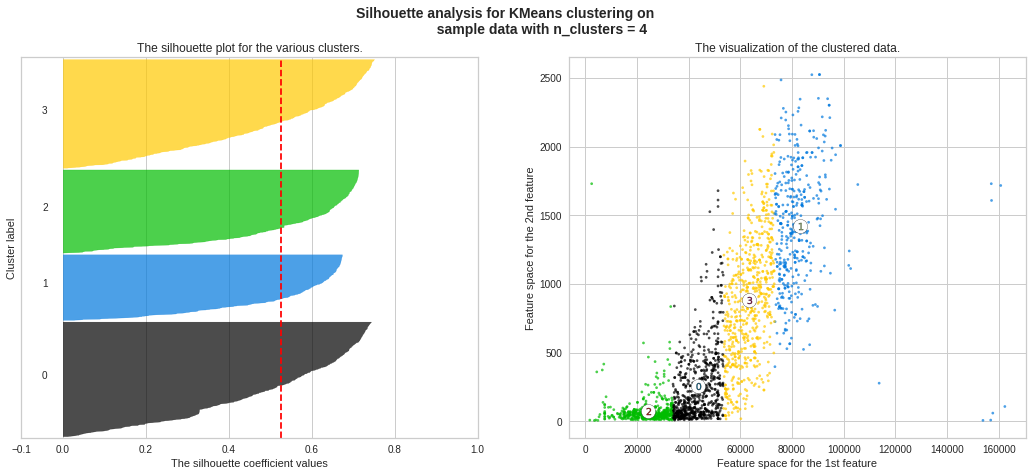 Silhouette analysis for KMeans clustering on
sample data with n_clusters = 4
The silhouette plot for the various clusters.
Cluster label
3
2
1
0
-0.1 0.0 0.2 0.4 0.6 0.8 1.0
The silhouette coefficient values
The visualization of the clustered data.
Feature space for the 2nd feature
2500
2000
1500
1000
500
0
1
3
0
2
0 20000 40000 60000 80000 100000 120000 140000 160000
Feature space for the 1st feature